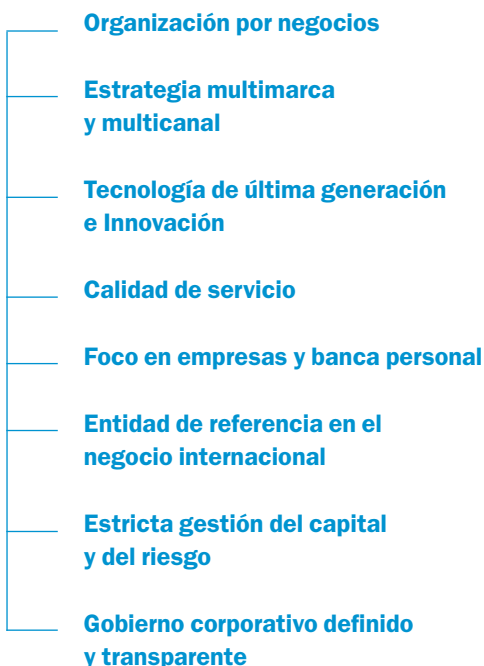 Organización por negocios
Estrategia multimarca
y multicanal
Tecnología de última generación
e Innovación
Calidad de servicio
Foco en empresas y banca personal
Entidad de referencia en el
negocio internacional
Estricta gestión del capital
y del riesgo
Gobierno corporativo definido
y transparente